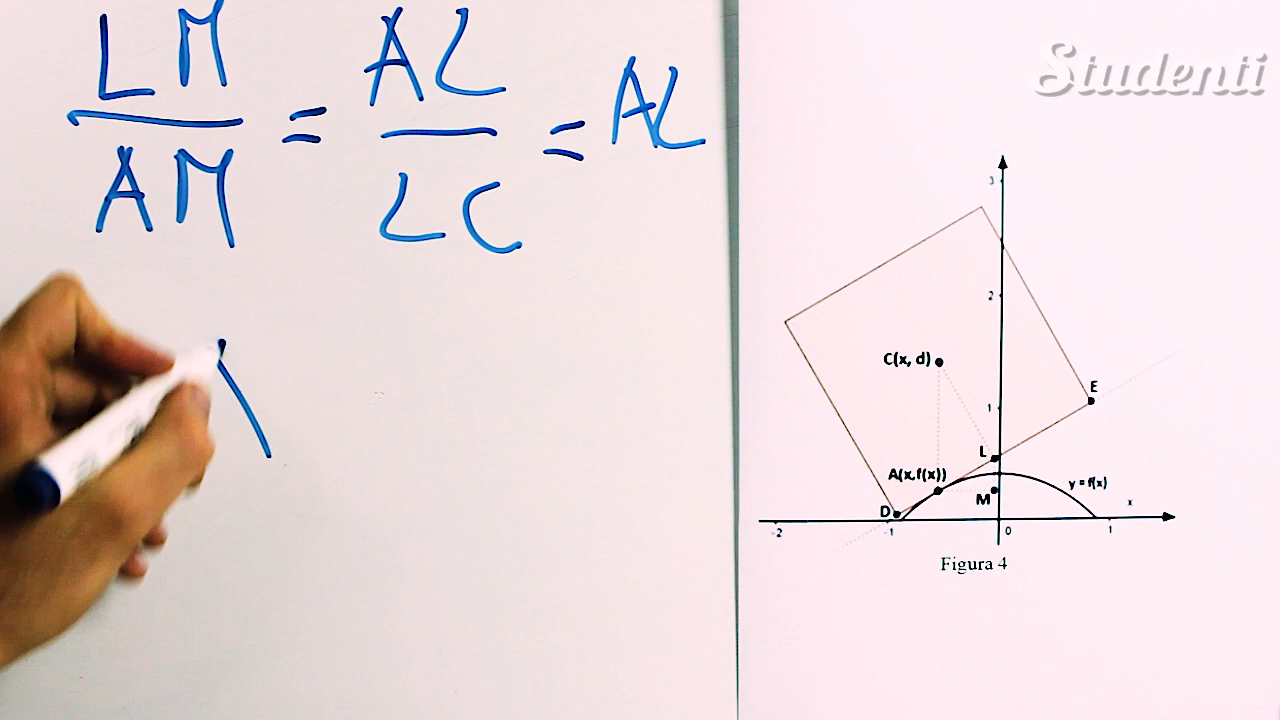 LM/AM = AL/LC = AL
Studenti
3
2
C(x, d)
E
1
L
A(x,f(x))
M
y = f(x)
x
D
-2
-1
0
1
Figura 4